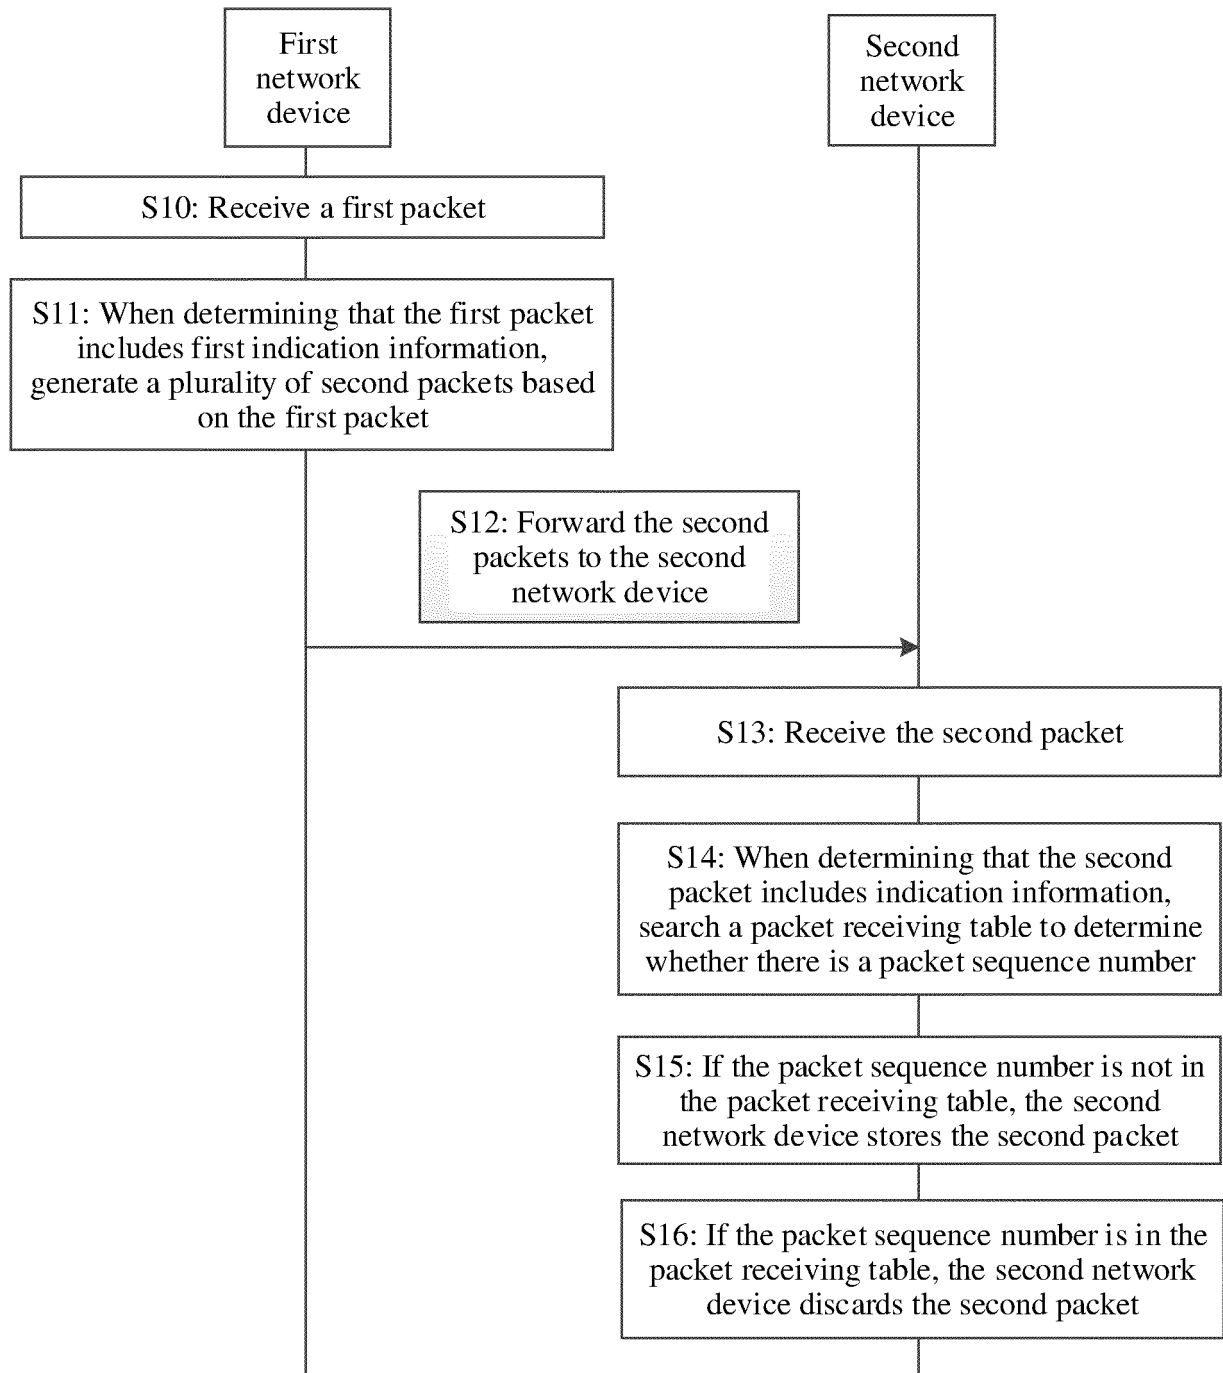 First
network
device
Second
network
device
S10: Receive a first packet
S11: When determining that the first packet
includes first indication information,
generate a plurality of second packets based
on the first packet
S12: Forward the second
packets to the second
network device
S13: Receive the second packet
S14: When determining that the second
packet includes indication information,
search a packet receiving table to determine
whether there is a packet sequence number
S15: If the packet sequence number is not in
the packet receiving table, the second
network device stores the second packet
S16: If the packet sequence number is in the
packet receiving table, the second network
device discards the second packet